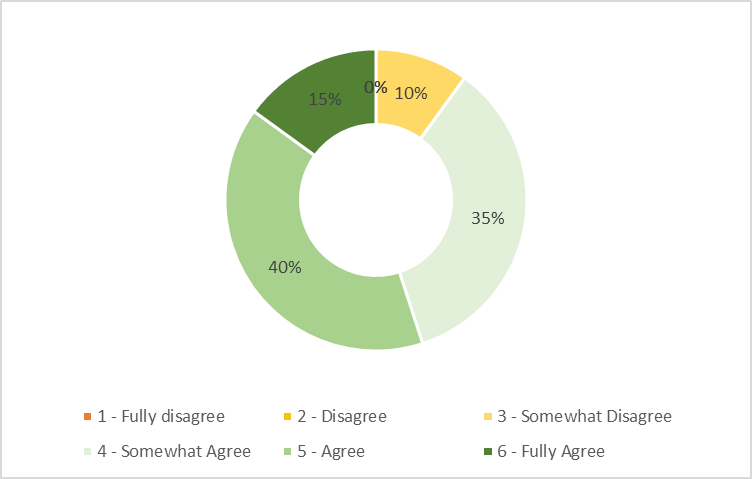 0%
10%
15%
35%
40%
1 - Fully disagree
2 - Disagree
3 - Somewhat Disagree
4 - Somewhat Agree
5 - Agree
6 - Fully Agree